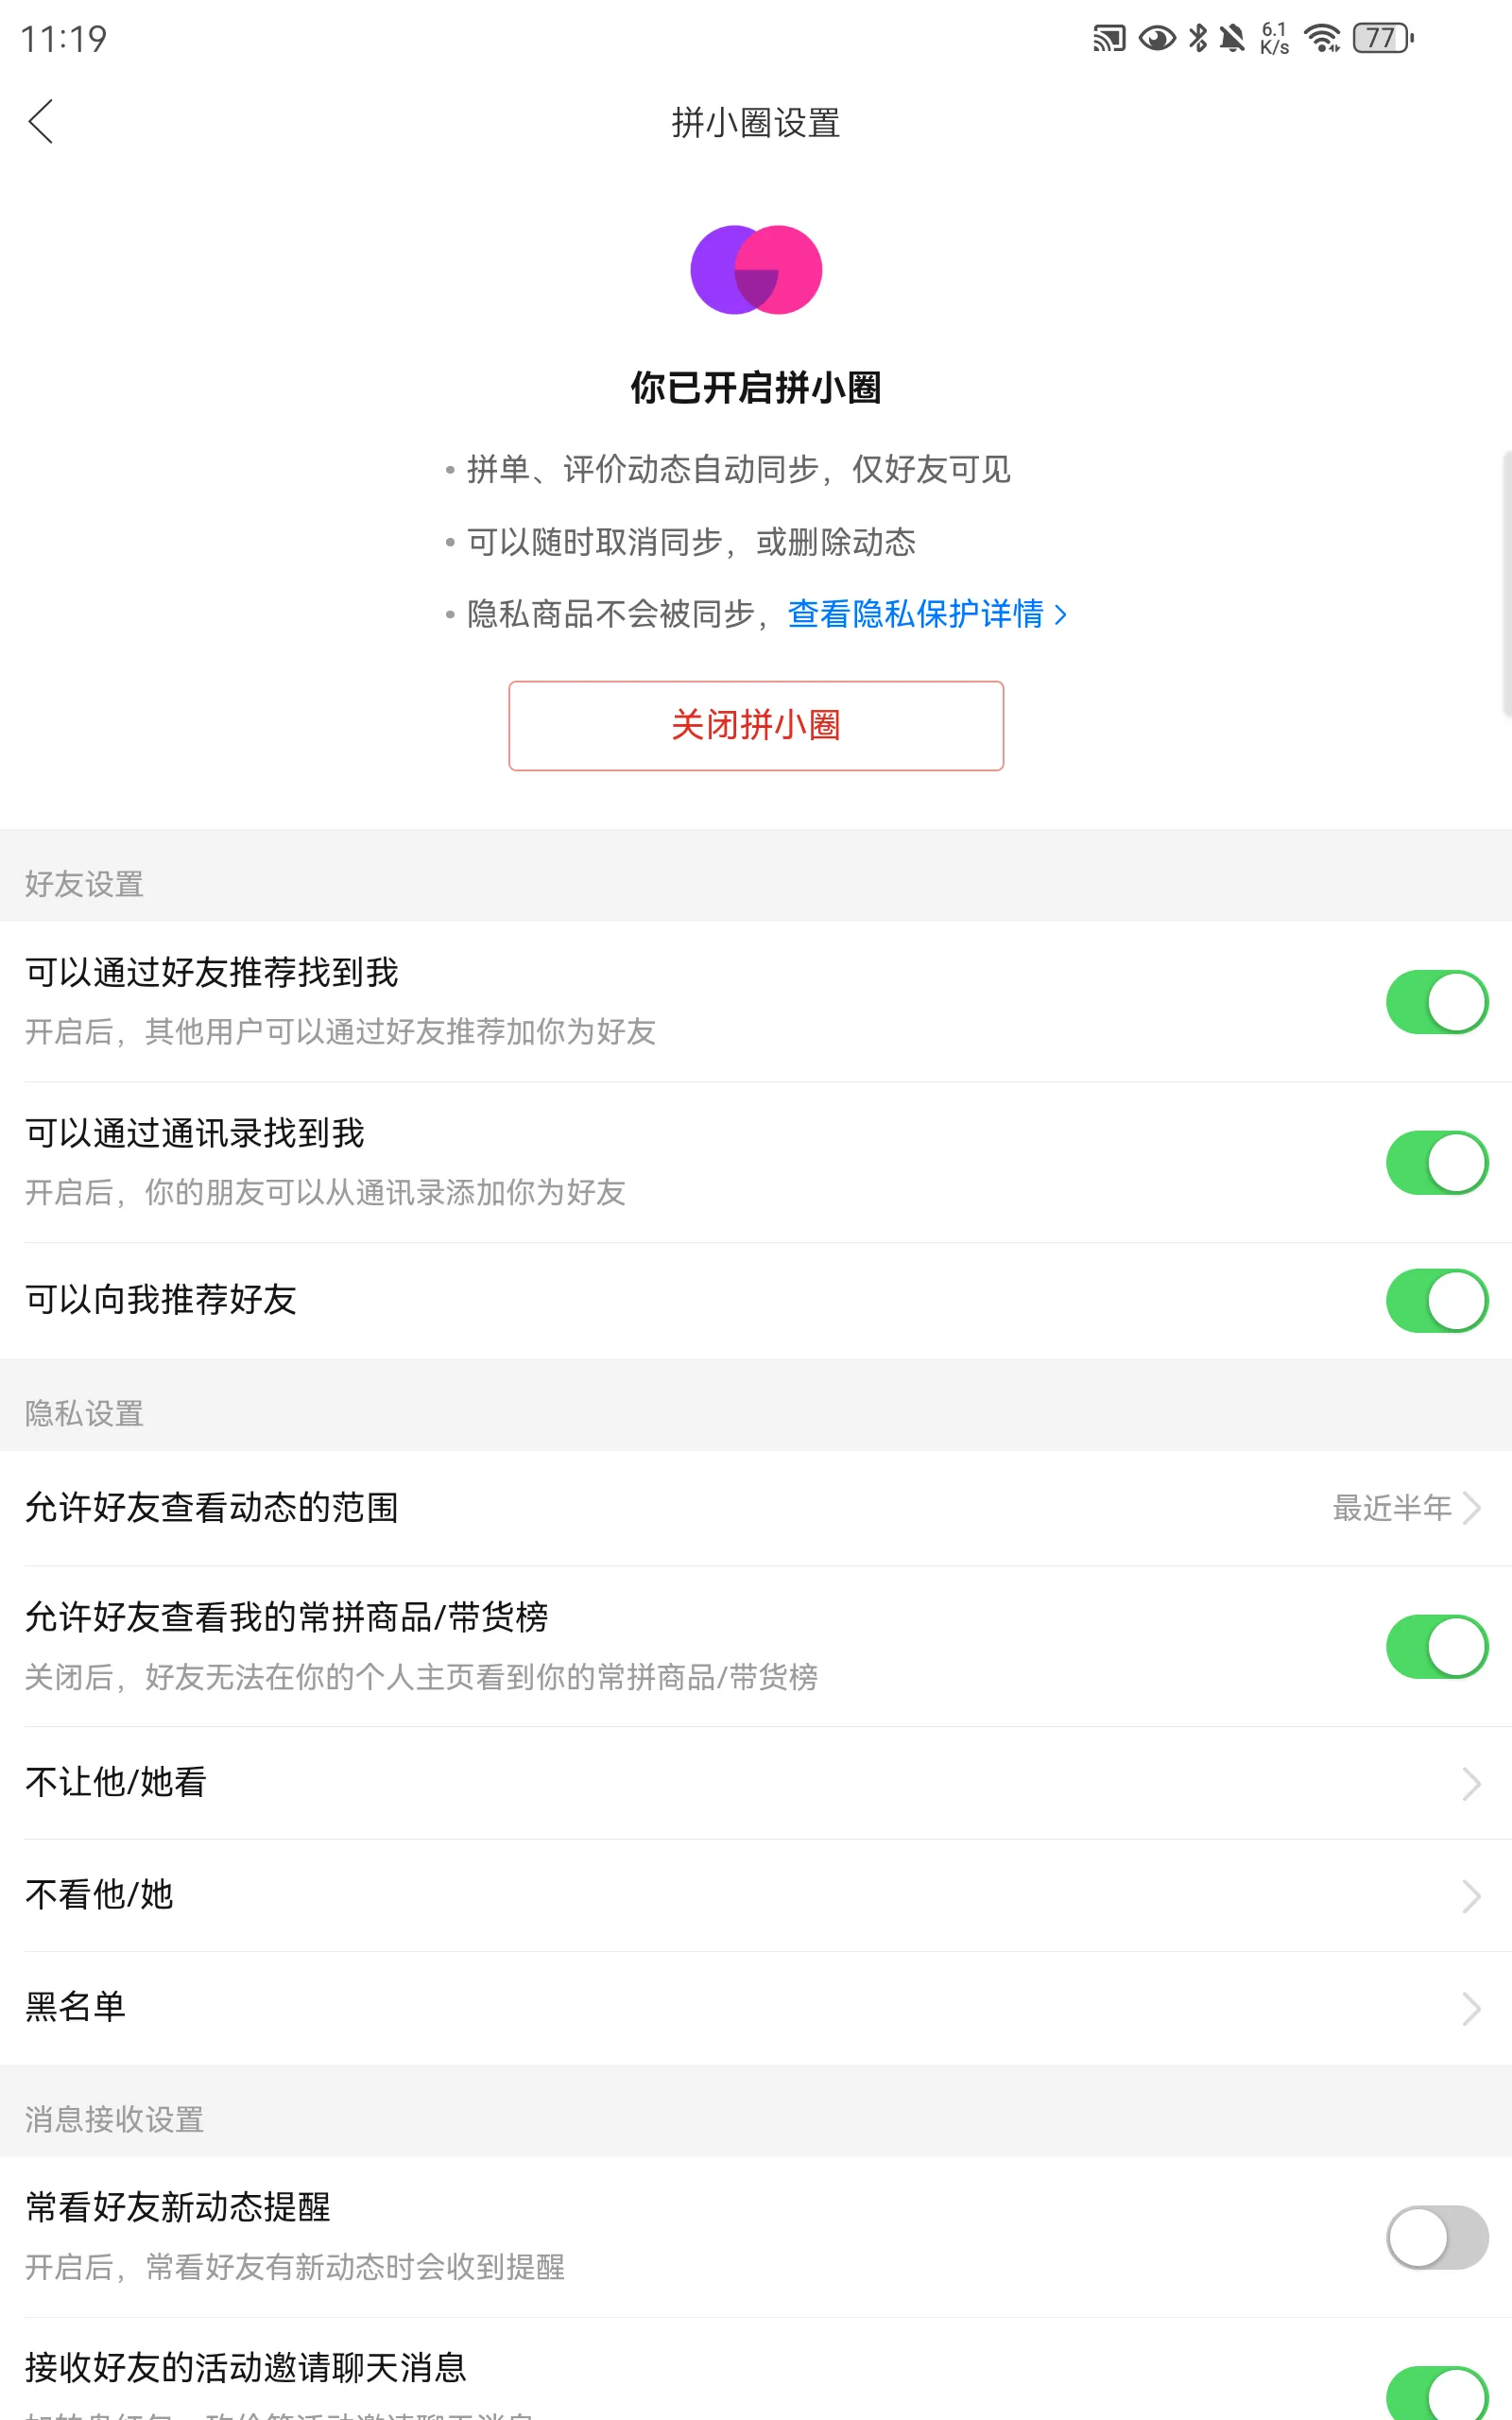 11:19
6.1
K/s
77
拼小圈设置
你已开启拼小圈
• 拼单、评价动态自动同步，仅好友可见
• 可以随时取消同步，或删除动态
• 隐私商品不会被同步，查看隐私保护详情
关闭拼小圈
好友设置
可以通过好友推荐找到我
开启后，其他用户可以通过好友推荐加你为好友
可以通过通讯录找到我
开启后，你的朋友可以从通讯录添加你为好友
可以向我推荐好友
隐私设置
允许好友查看动态的范围 最近半年
允许好友查看我的常拼商品/带货榜
关闭后，好友无法在你的个人主页看到你的常拼商品/带货榜
不让他/她看
不看他/她
黑名单
消息接收设置
常看好友新动态提醒
开启后，常看好友有新动态时会收到提醒
接收好友的活动邀请聊天消息